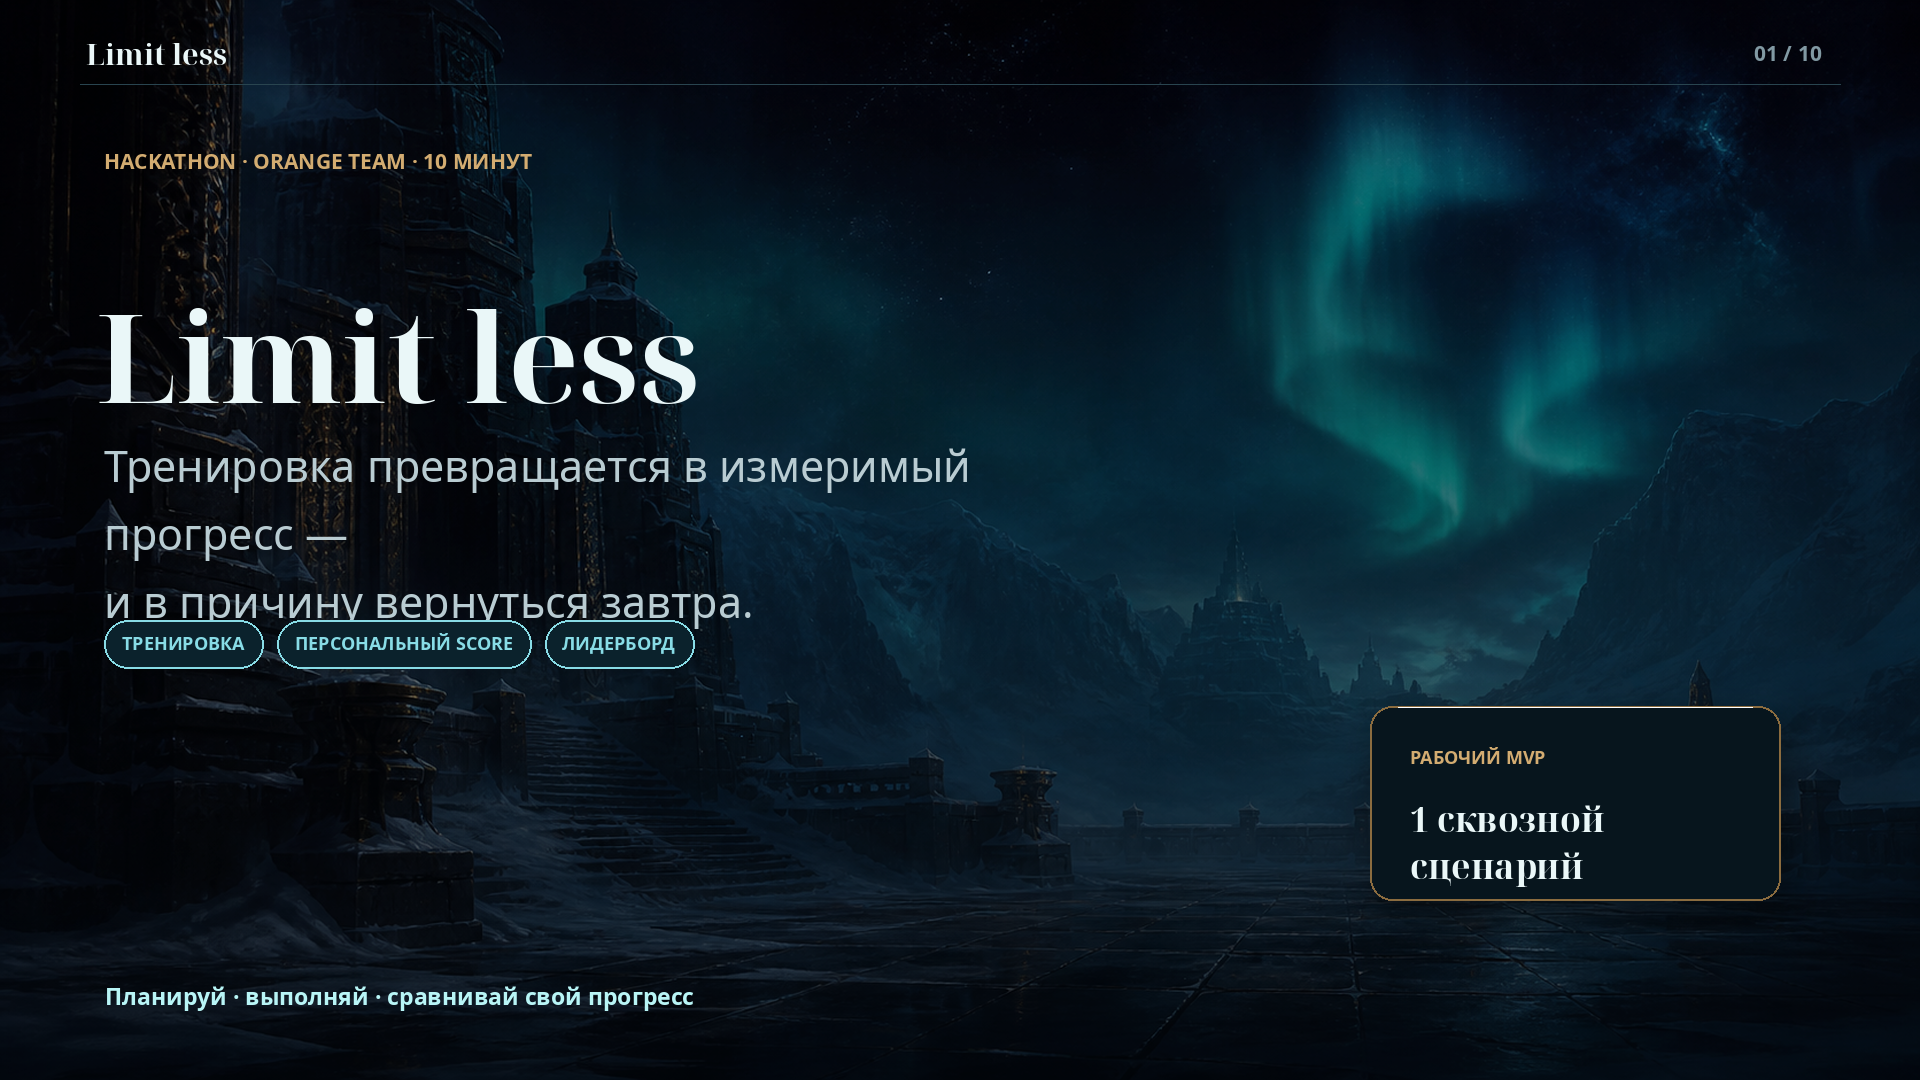 Limit less
01 / 10
HACKATHON · ORANGE TEAM · 10 МИНУТ
Limit less
Тренировка превращается в измеримый
прогресс —
и в причину вернуться завтра.
ТРЕНИРОВКА
ПЕРСОНАЛЬНЫЙ SCORE
ЛИДЕРБОРД
РАБОЧИЙ MVP
1 сквозной
сценарий
Планируй · выполняй · сравнивай свой прогресс